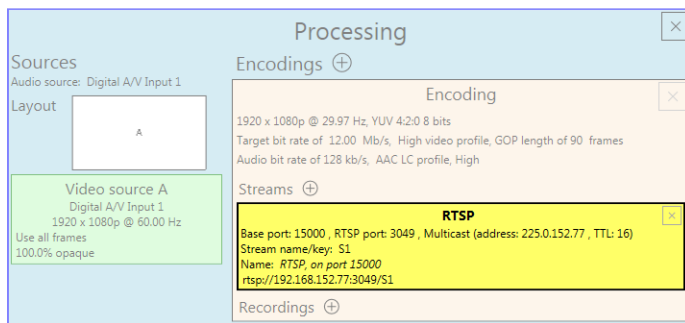 Processing
Sources
Audio source: Digital A/V Input 1
Layout
A
Video source A
Digital A/V Input 1
1920 x 1080p @ 60.00 Hz
Use all frames
100.0% opaque
Encodings
Encoding
1920 x 1080p @ 29.97 Hz, YUV 4:2:0 8 bits
Target bit rate of 12.00 Mb/s, High video profile, GOP length of 90 frames
Audio bit rate of 128 kb/s, AAC LC profile, High
Streams
RTSP
Base port: 15000 , RTSP port: 3049 , Multicast (address: 225.0.152.77 , TTL: 16)
Stream name/key: S1
Name: RTSP, on port 15000
rtsp://192.168.152.77:3049/S1
Recordings